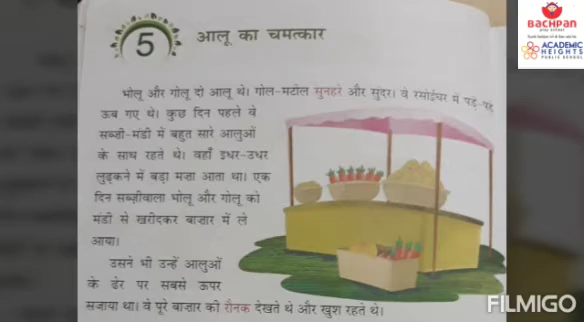 BACHPAN
play school
ACADEMIC
HEIGHTS
PUBLIC SCHOOL
5
आलू का चमत्कार
भोलू और गोलू दो आलू थे। गोल-मटोल सुनहरे और सुंदर। वे रसोईघर में पड़े-पड़े
ऊब गए थे। कुछ दिन पहले वे
सब्ज़ी-मंडी में बहुत सारे आलुओं
के साथ रहते थे। वहाँ इधर-उधर
लुढ़कने में बड़ा मज़ा आता था। एक
दिन सब्ज़ीवाला भोलू और गोलू को
मंडी से खरीदकर बाज़ार में ले
आया।
उसने भी उन्हें आलुओं
के ढेर पर सबसे ऊपर
सजाया था। वे पूरे बाज़ार की रौनक देखते थे और खुश रहते थे।
FILMIGO